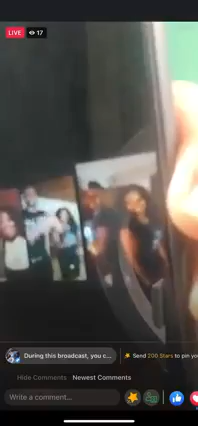 LIVE 17
During this broadcast, you c...
Send 200 Stars to pin yo
Hide Comments Newest Comments
Write a comment...